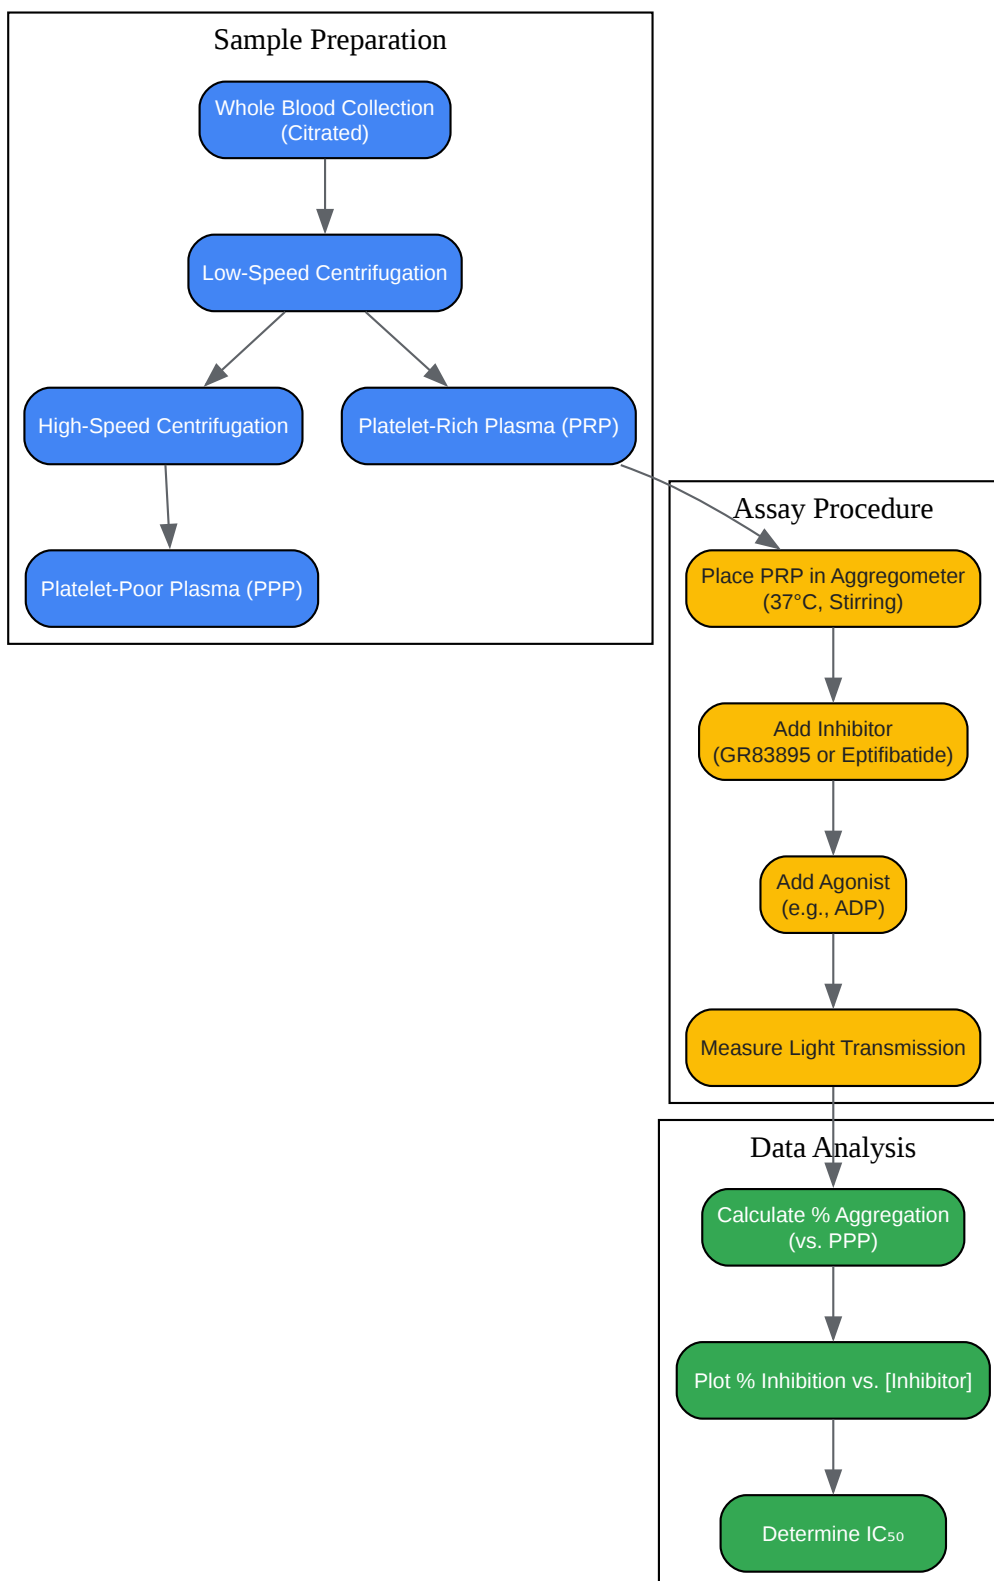 Sample Preparation
Whole Blood Collection
(Citrated)
Low-Speed Centrifugation
High-Speed Centrifugation
Platelet-Rich Plasma (PRP)
Platelet-Poor Plasma (PPP)
Assay Procedure
Place PRP in Aggregometer
(37°C, Stirring)
Add Inhibitor
(GR83895 or Eptifibatide)
Add Agonist
(e.g., ADP)
Measure Light Transmission
Data Analysis
Calculate % Aggregation
(vs. PPP)
Plot % Inhibition vs. [Inhibitor]
Determine IC₅₀